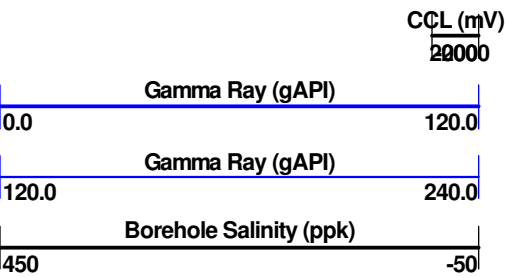 CCL (mV)
Gamma Ray (gAPI)
0.0 120.0
Gamma Ray (gAPI)
120.0 240.0
Borehole Salinity (ppk)
450 -50